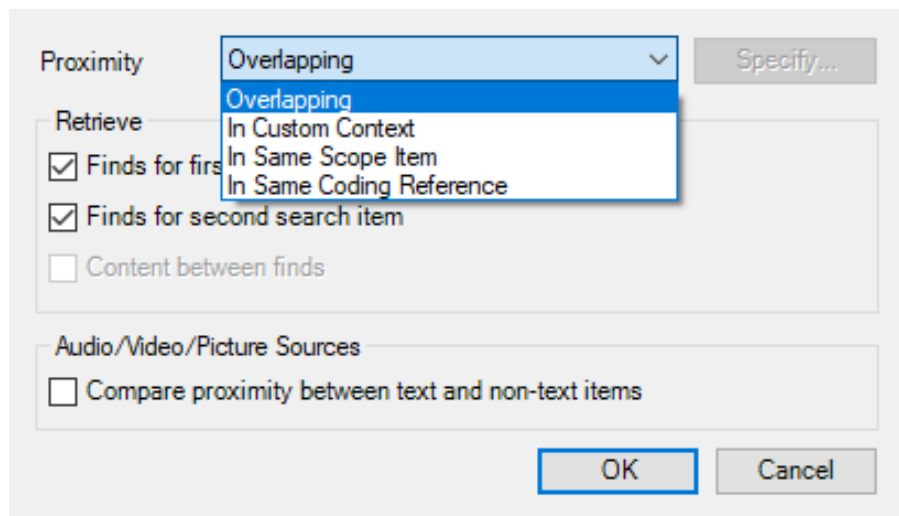 Proximity Overlapping Specify...
Overlapping
Retrieve
In Custom Context
Finds for firs
In Same Scope Item
In Same Coding Reference
Finds for second search item
Content between finds
Audio/Video/Picture Sources
Compare proximity between text and non-text items
OK Cancel